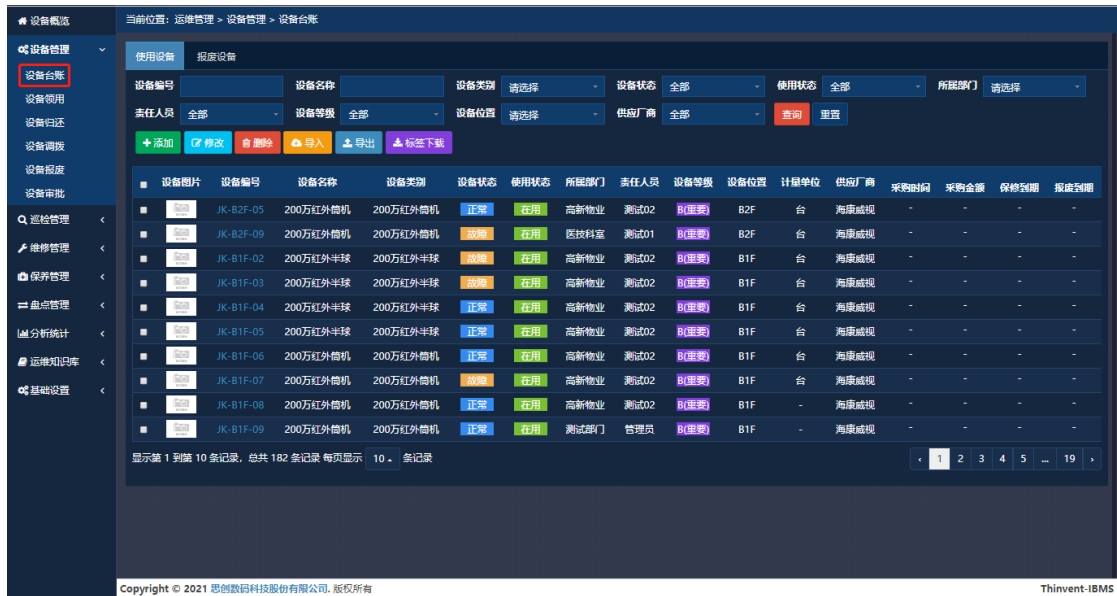 设备概览
当前位置：运维管理 > 设备管理 > 设备台账
设备管理
设备台账
设备领用
设备归还
设备调拨
设备报废
设备审批
巡检管理
维修管理
保养管理
盘点管理
分析统计
运维知识库
基础设置
使用设备 报废设备
设备编号 设备名称 设备类别 请选择 设备状态 全部 使用状态 全部 所属部门 请选择
责任人员 全部 设备等级 全部 设备位置 请选择 供应厂商 全部 查询 重置
添加 修改 删除 导入 导出 标签下载
设备图片 设备编号 设备名称 设备类别 设备状态 使用状态 所属部门 责任人员 设备等级 设备位置 计量单位 供应厂商 采购时间 采购金额 保修到期 报废到期
JK-B2F-05 200万红外筒机 200万红外筒机 正常 在用 高新物业 测试02 B(重要) B2F 台 海康威视 - - - -
JK-B2F-09 200万红外筒机 200万红外筒机 故障 在用 医技科室 测试01 B(重要) B2F 台 海康威视 - - - -
JK-B1F-02 200万红外半球 200万红外半球 故障 在用 高新物业 测试02 B(重要) B1F 台 海康威视 - - - -
JK-B1F-03 200万红外半球 200万红外半球 故障 在用 高新物业 测试02 B(重要) B1F 台 海康威视 - - - -
JK-B1F-04 200万红外半球 200万红外半球 正常 在用 高新物业 测试02 B(重要) B1F 台 海康威视 - - - -
JK-B1F-05 200万红外半球 200万红外半球 正常 在用 高新物业 测试02 B(重要) B1F 台 海康威视 - - - -
JK-B1F-06 200万红外筒机 200万红外筒机 正常 在用 高新物业 测试02 B(重要) B1F 台 海康威视 - - - -
JK-B1F-07 200万红外筒机 200万红外筒机 故障 在用 高新物业 测试02 B(重要) B1F 台 海康威视 - - - -
JK-B1F-08 200万红外筒机 200万红外筒机 正常 在用 高新物业 测试02 B(重要) B1F - 海康威视 - - - -
JK-B1F-09 200万红外筒机 200万红外筒机 正常 在用 测试部门 管理员 B(重要) B1F - 海康威视 - - - -
显示第 1 到第 10 条记录，总共 182 条记录 每页显示 10 条记录 ‹ 1 2 3 4 5 ... 19 ›
Copyright © 2021 思创数码科技股份有限公司. 版权所有 Thinvent-IBMS